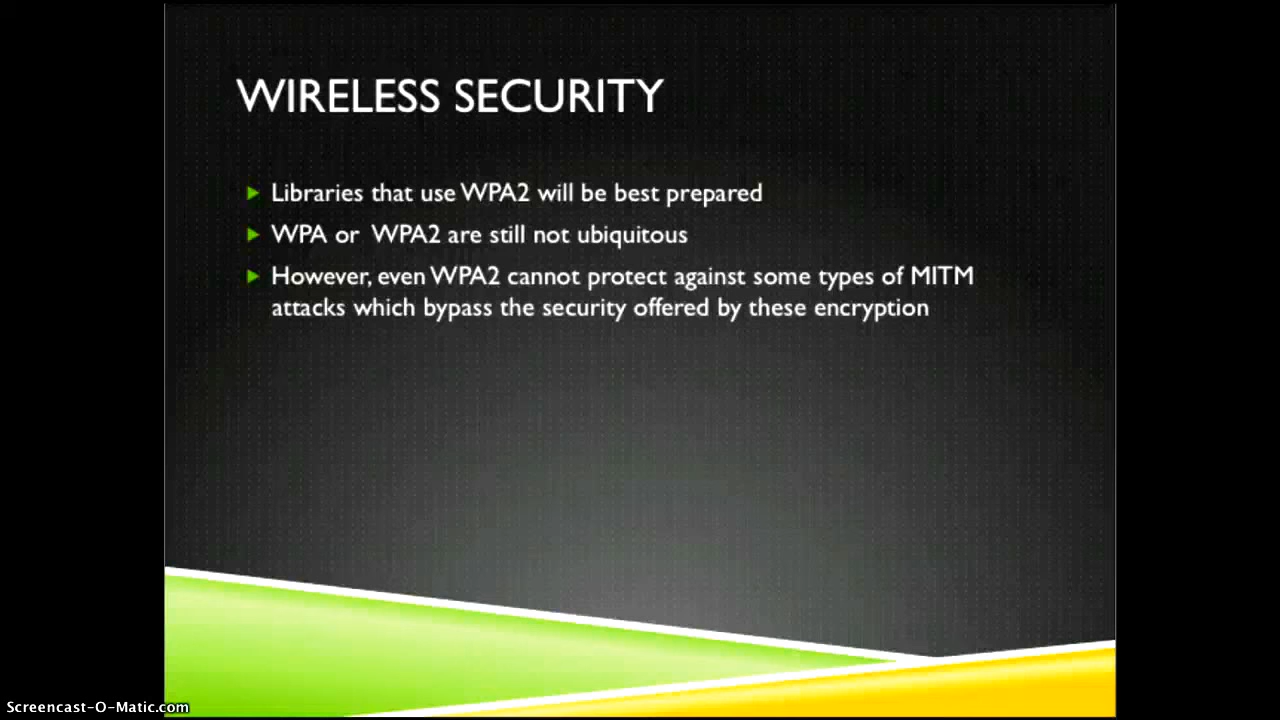 WIRELESS SECURITY
Libraries that use WPA2 will be best prepared
WPA or WPA2 are still not ubiquitous
However, even WPA2 cannot protect against some types of MITM
attacks which bypass the security offered by these encryption
Screencast-O-Matic.com